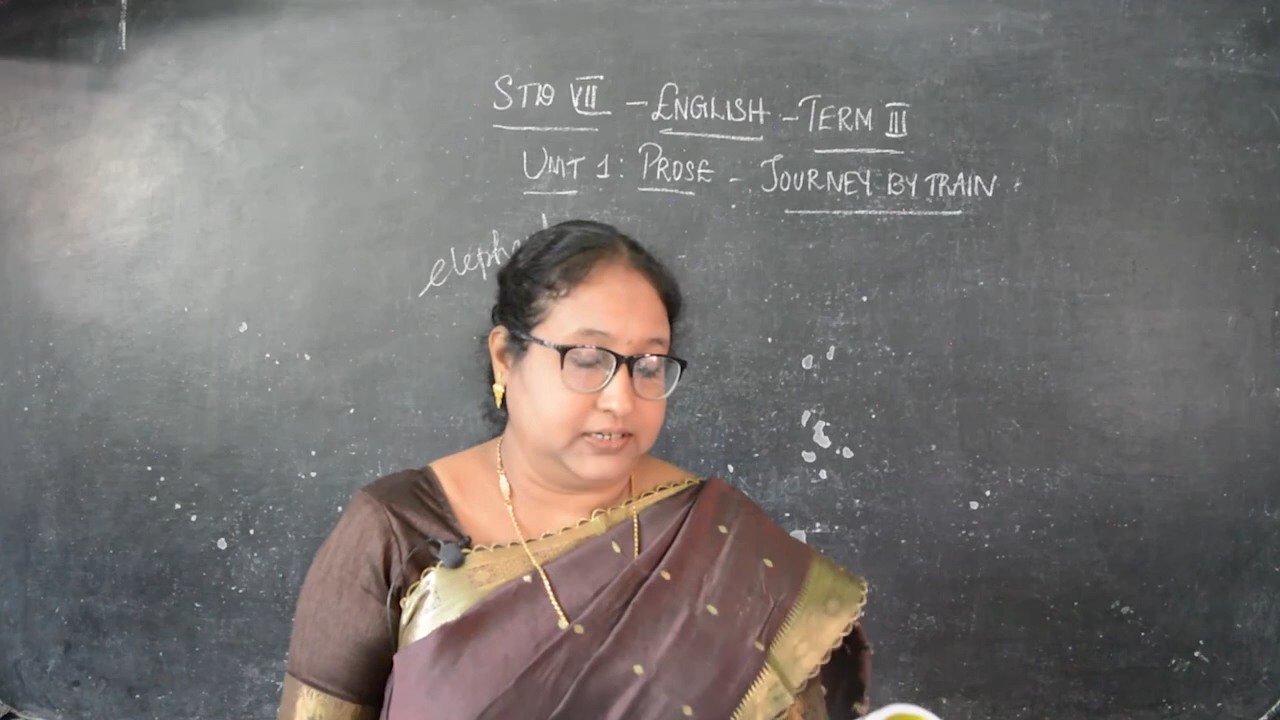 STD VII - ENGLISH - TERM III
UNIT 1: PROSE - JOURNEY BY TRAIN